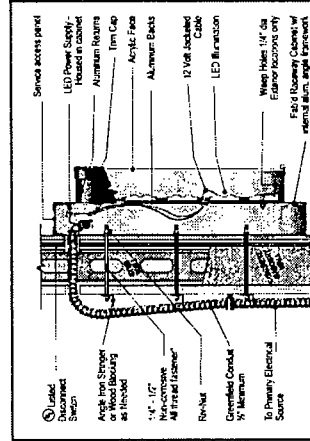 Service access panel
LED Power Supply -
Housed in cabinet
Aluminum Returns
Trim Cap
Acrylic Face
Aluminum Backs
12 Volt Jacketed
Cable
LED Illumination
Weep Holes 1/4" dia
Exterior locations only
Fab'd Raceway Cabinet w/
internal alum. angle framework
Listed
Disconnect
Switch
Angle Iron Stringer
or Wood Blocking
as Needed
1/4" - 1/2"
Non-corrosive
All thread fastener
Riv-Nut
Greenfield Conduit
½" Minimum
To Primary Electrical
Source